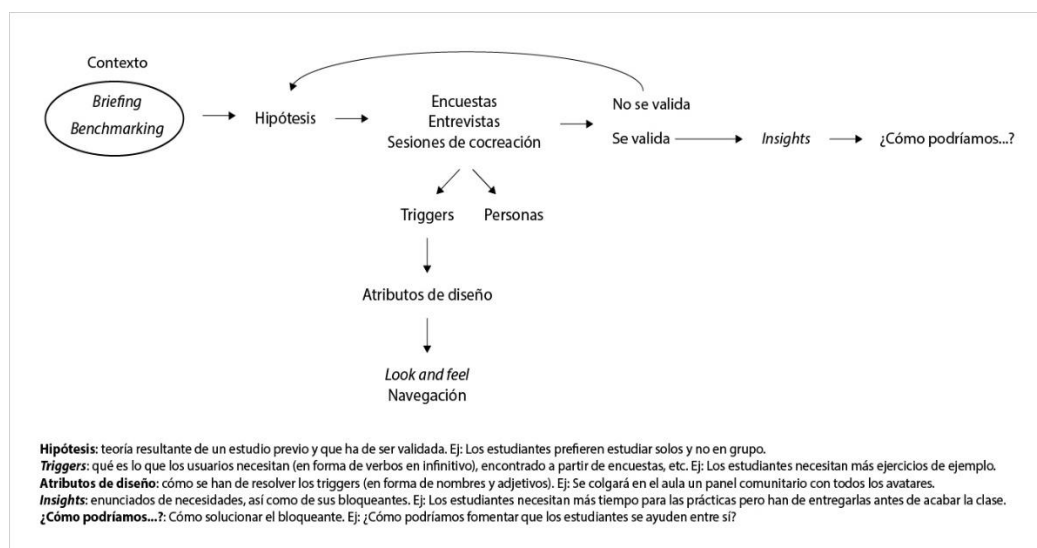 Contexto
Briefing
Benchmarking
Hipótesis
Encuestas
Entrevistas
Sesiones de cocreación
No se valida
Se valida
Insights
¿Cómo podríamos...?
Triggers
Personas
Atributos de diseño
Look and feel
Navegación
Hipótesis: teoría resultante de un estudio previo y que ha de ser validada. Ej: Los estudiantes prefieren estudiar solos y no en grupo.
Triggers: qué es lo que los usuarios necesitan (en forma de verbos en infinitivo), encontrado a partir de encuestas, etc. Ej: Los estudiantes necesitan más ejercicios de ejemplo.
Atributos de diseño: cómo se han de resolver los triggers (en forma de nombres y adjetivos). Ej: Se colgará en el aula un panel comunitario con todos los avatares.
Insights: enunciados de necesidades, así como de sus bloqueantes. Ej: Los estudiantes necesitan más tiempo para las prácticas pero han de entregarlas antes de acabar la clase.
¿Cómo podríamos...?: Cómo solucionar el bloqueante. Ej: ¿Cómo podríamos fomentar que los estudiantes se ayuden entre sí?